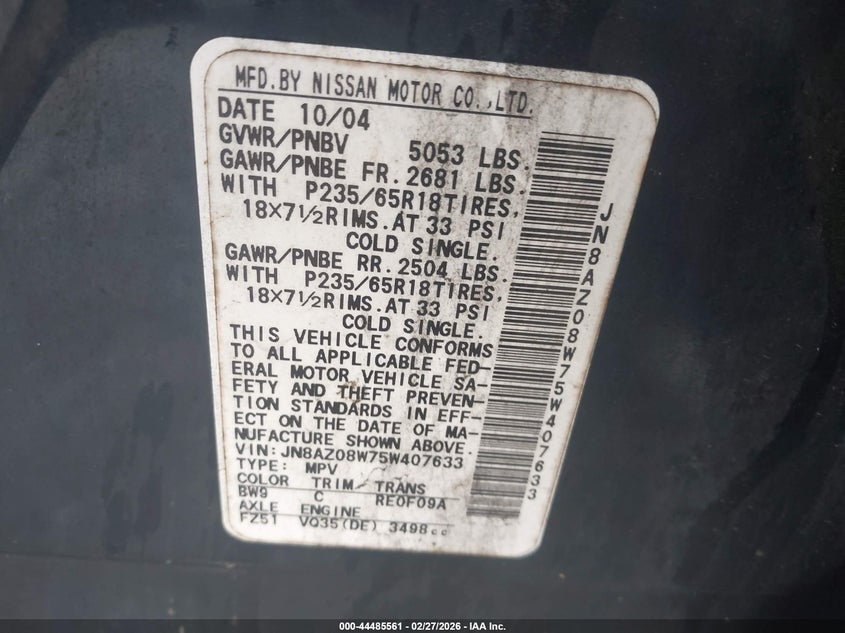 MFD.BY NISSAN MOTOR CO.,LTD.
DATE 10/04
GVWR/PNBV 5053 LBS.
GAWR/PNBE FR. 2681 LBS.
WITH P235/65R18TIRES,
18×7½RIMS.AT 33 PSI
COLD SINGLE.
GAWR/PNBE RR. 2504 LBS.
WITH P235/65R18TIRES,
18×7½RIMS.AT 33 PSI
COLD SINGLE.
THIS VEHICLE CONFORMS
TO ALL APPLICABLE FED-
ERAL MOTOR VEHICLE SA-
FETY AND THEFT PREVEN-
TION STANDARDS IN EFF-
ECT ON THE DATE OF MA-
NUFACTURE SHOWN ABOVE.
VIN:JN8AZ08W75W407633
TYPE: MPV
COLOR TRIM/TRANS
BW9 C RE0F09A
AXLE ENGINE
FZ51 VQ35(DE) 3498cc
JN8AZ08W75W407633
000-44485561 - 02/27/2026 - IAA Inc.